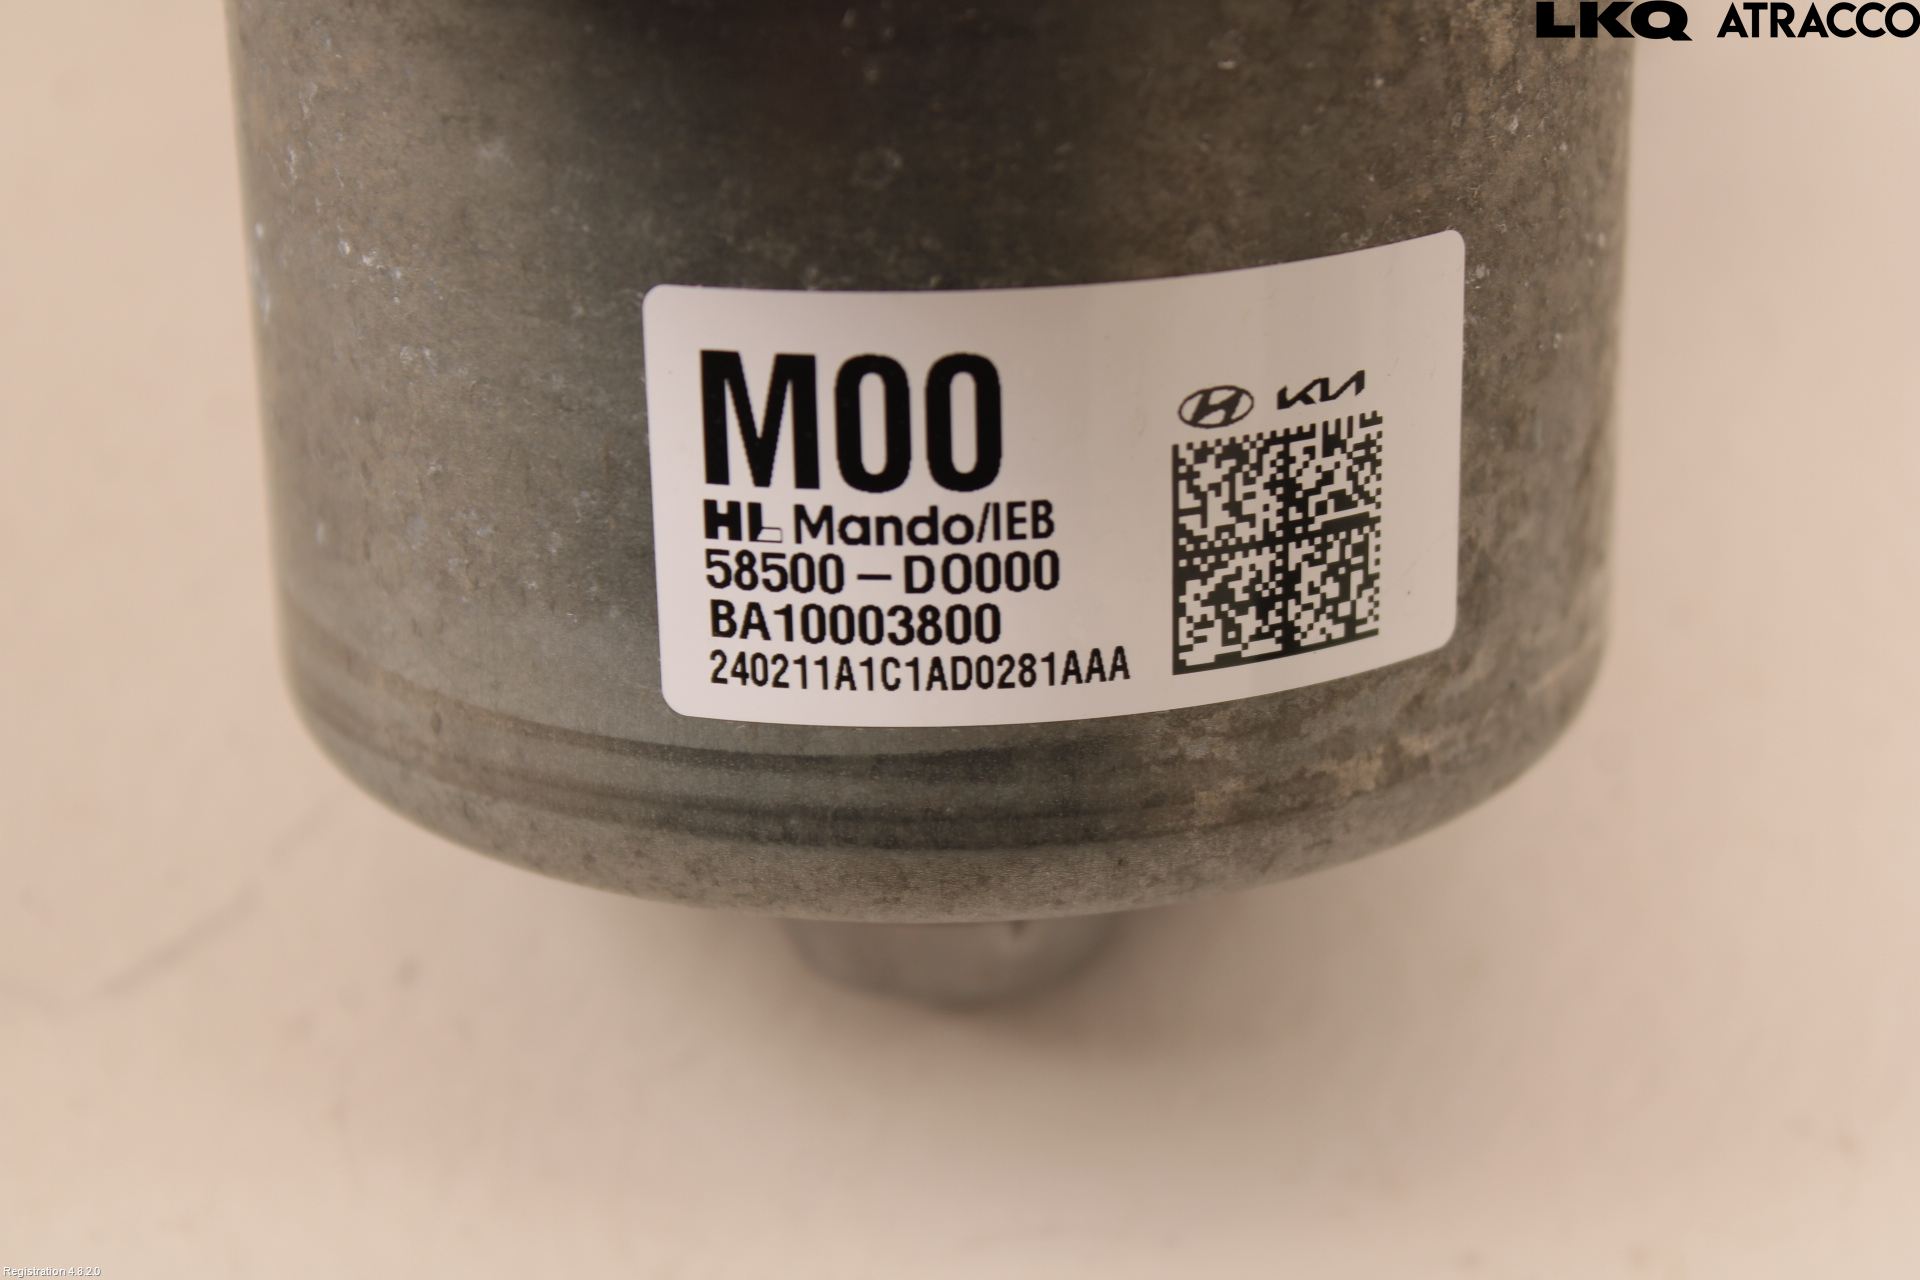 LKQ ATRACCO
M00
HL Mando/IEB
KIA
58500-D0000
BA10003800
240211A1C1AD0281AAA
Registration 4.8.2.0